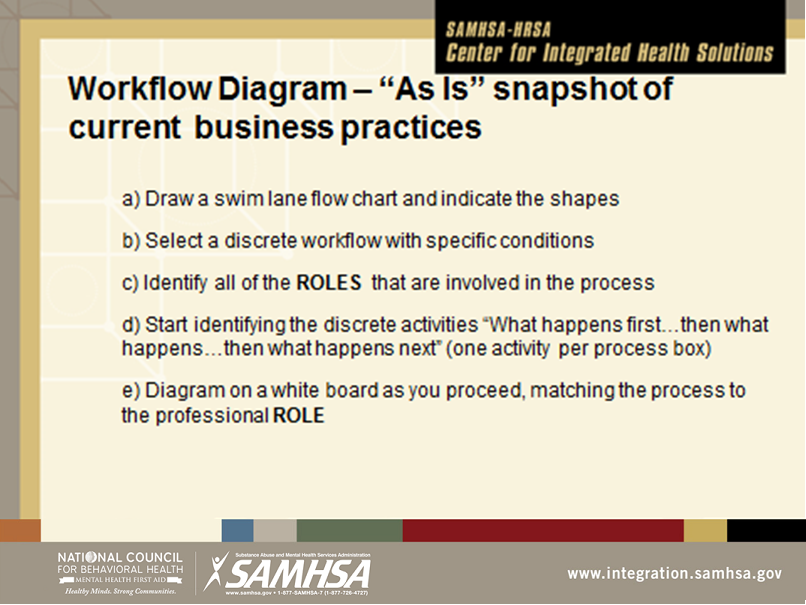 SAMHSA-HRSA
Center for Integrated Health Solutions
Workflow Diagram – “As Is” snapshot of
current business practices
a) Draw a swim lane flow chart and indicate the shapes
b) Select a discrete workflow with specific conditions
c) Identify all of the ROLES that are involved in the process
d) Start identifying the discrete activities “What happens first…then what
happens…then what happens next” (one activity per process box)
e) Diagram on a white board as you proceed, matching the process to
the professional ROLE
NATIONAL COUNCIL
FOR BEHAVIORAL HEALTH
MENTAL HEALTH FIRST AID
Healthy Minds. Strong Communities.
Substance Abuse and Mental Health Services Administration
SAMHSA
www.samhsa.gov • 1-877-SAMHSA-7 (1-877-726-4727)
www.integration.samhsa.gov